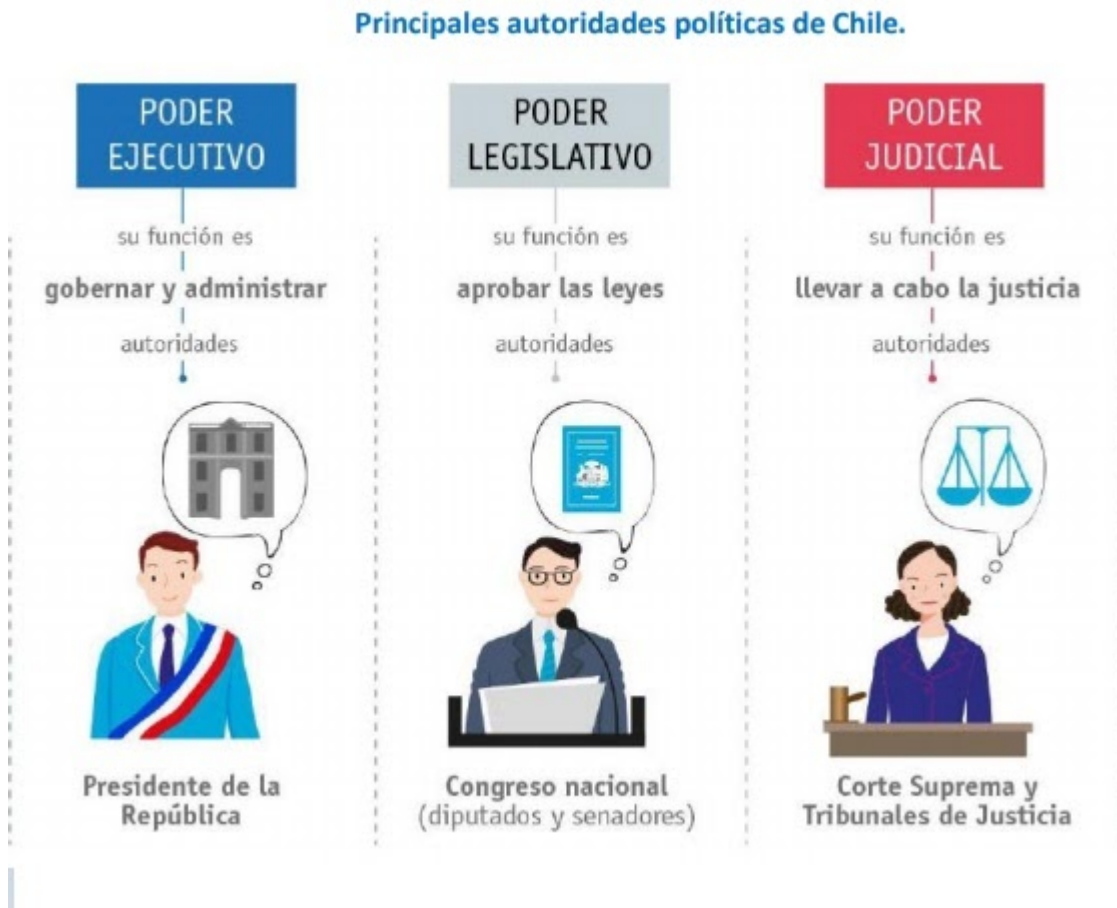 Principales autoridades políticas de Chile.
PODER
EJECUTIVO
su función es
gobernar y administrar
autoridades
Presidente de la
República
PODER
LEGISLATIVO
su función es
aprobar las leyes
autoridades
Congreso nacional
(diputados y senadores)
PODER
JUDICIAL
su función es
llevar a cabo la justicia
autoridades
Corte Suprema y
Tribunales de Justicia